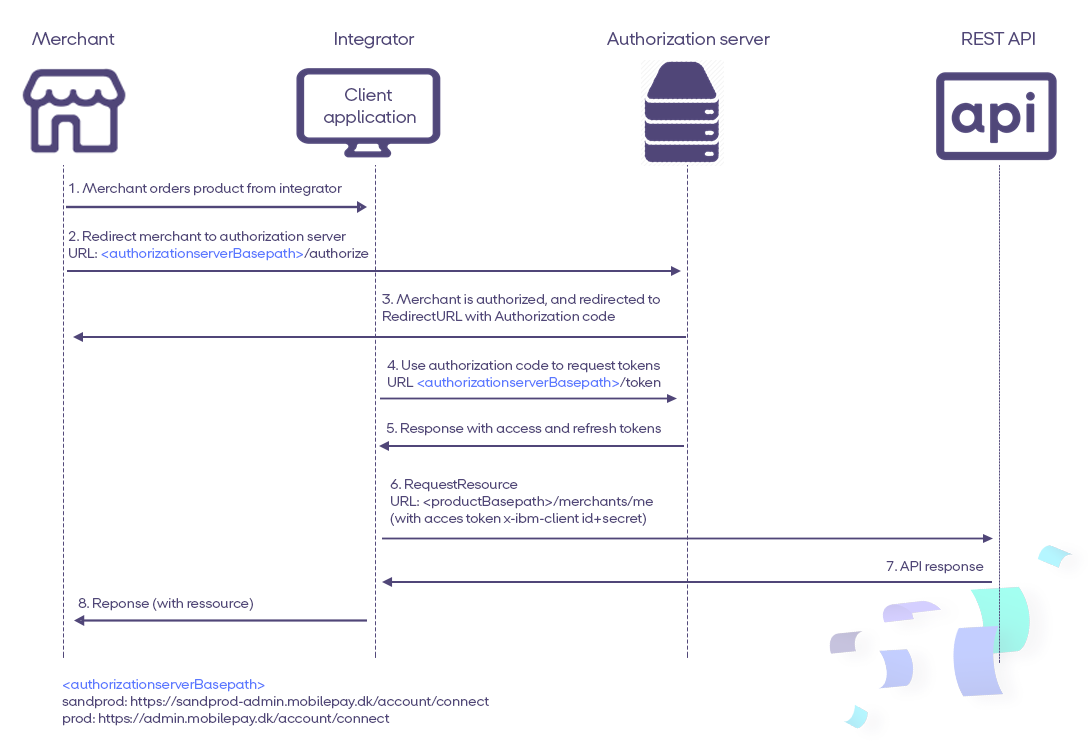 Merchant
Integrator
Authorization server
REST API
Client
application
api
1. Merchant orders product from integrator
2. Redirect merchant to authorization server
URL: <authorizationserverBasepath>/authorize
3. Merchant is authorized, and redirected to
RedirectURL with Authorization code
4. Use authorization code to request tokens
URL <authorizationserverBasepath>/token
5. Response with access and refresh tokens
6. RequestResource
URL: <productBasepath>/merchants/me
(with acces token x-ibm-client id+secret)
7. API response
8. Reponse (with ressource)
<authorizationserverBasepath>
sandprod: https://sandprod-admin.mobilepay.dk/account/connect
prod: https://admin.mobilepay.dk/account/connect